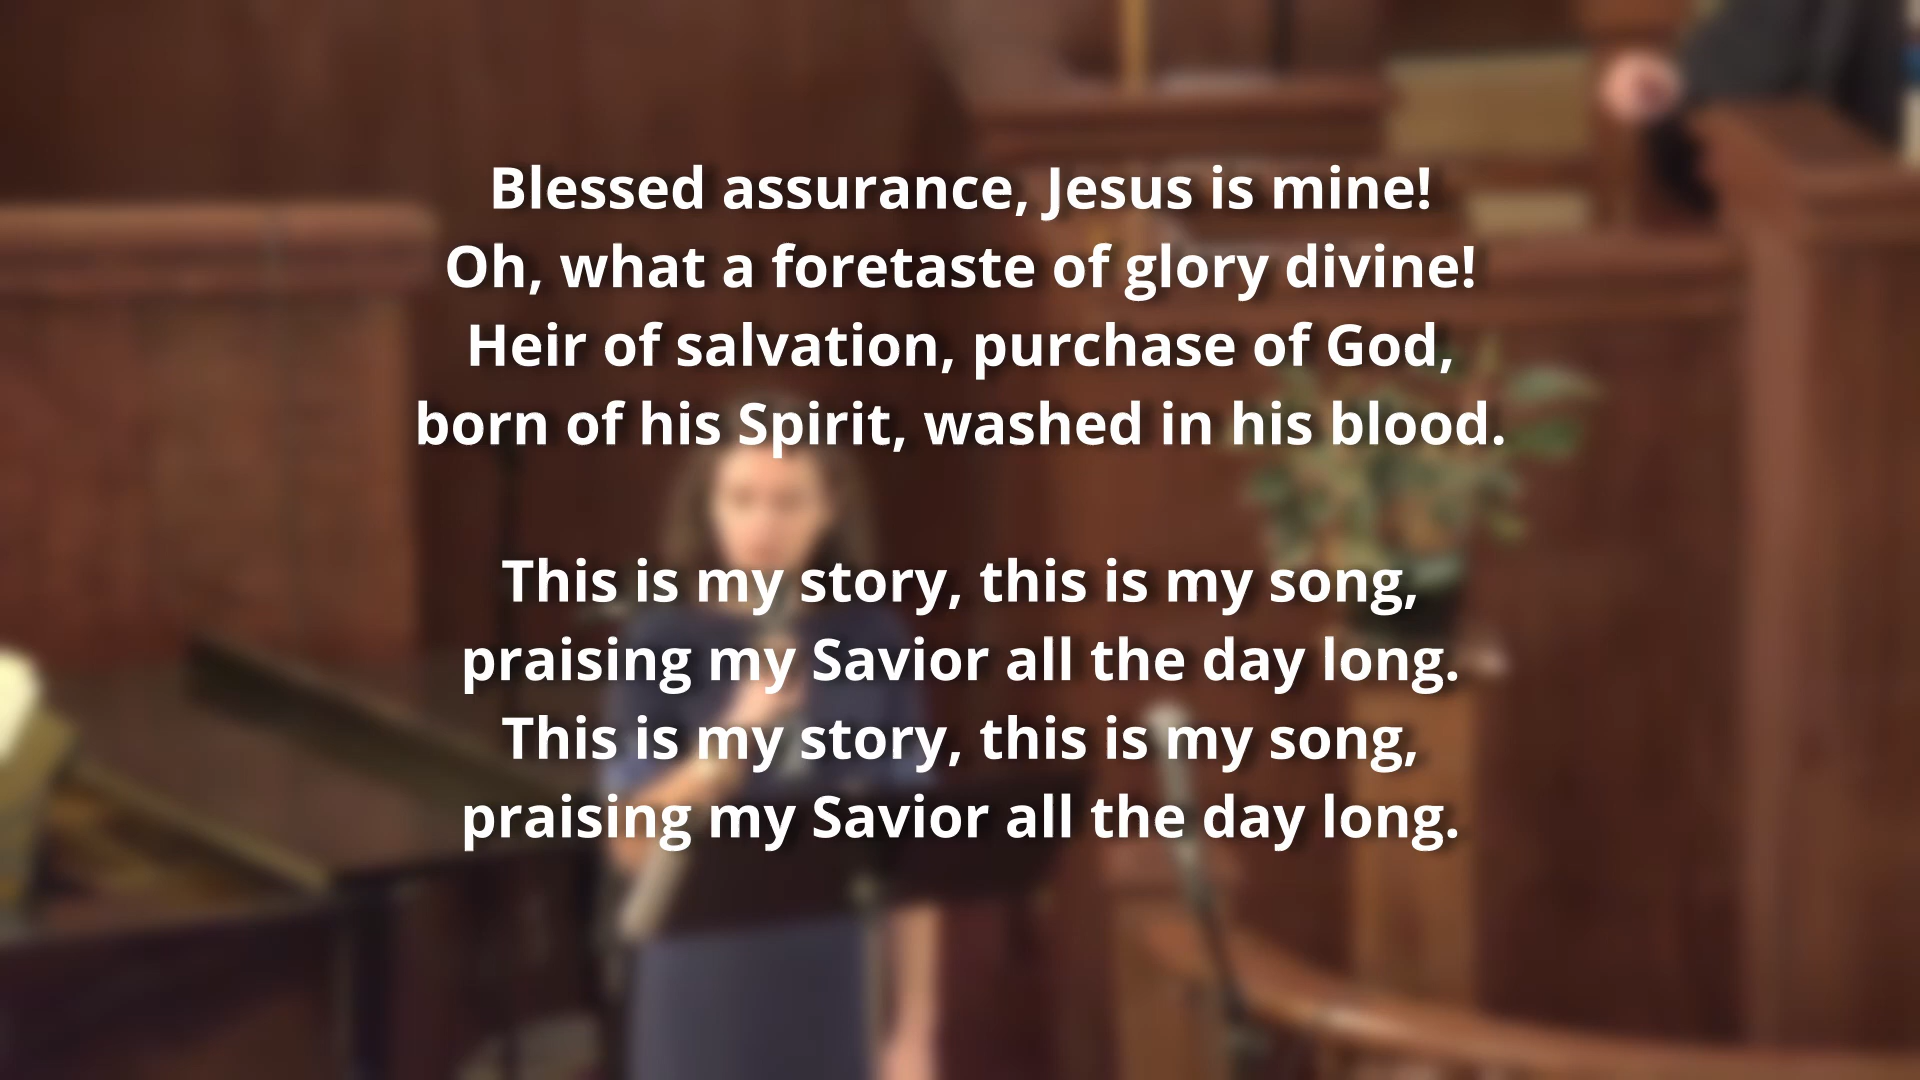 Blessed assurance, Jesus is mine!
Oh, what a foretaste of glory divine!
Heir of salvation, purchase of God,
born of his Spirit, washed in his blood.
This is my story, this is my song,
praising my Savior all the day long.
This is my story, this is my song,
praising my Savior all the day long.